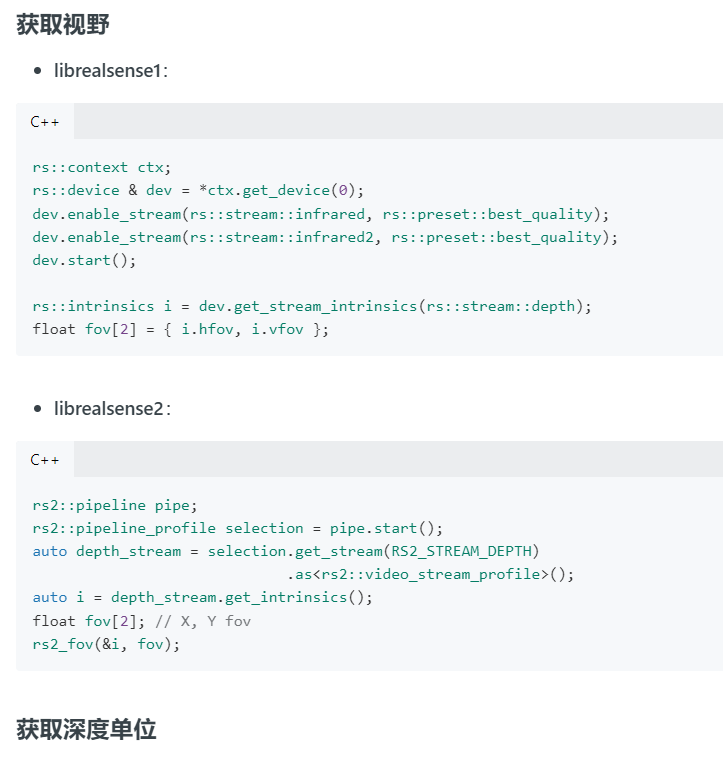 获取视野
• librealsense1：
C++
rs::context ctx;
rs::device & dev = *ctx.get_device(0);
dev.enable_stream(rs::stream::infrared, rs::preset::best_quality);
dev.enable_stream(rs::stream::infrared2, rs::preset::best_quality);
dev.start();
rs::intrinsics i = dev.get_stream_intrinsics(rs::stream::depth);
float fov[2] = { i.hfov, i.vfov };
• librealsense2：
C++
rs2::pipeline pipe;
rs2::pipeline_profile selection = pipe.start();
auto depth_stream = selection.get_stream(RS2_STREAM_DEPTH)
.as<rs2::video_stream_profile>();
auto i = depth_stream.get_intrinsics();
float fov[2]; // X, Y fov
rs2_fov(&i, fov);
获取深度单位